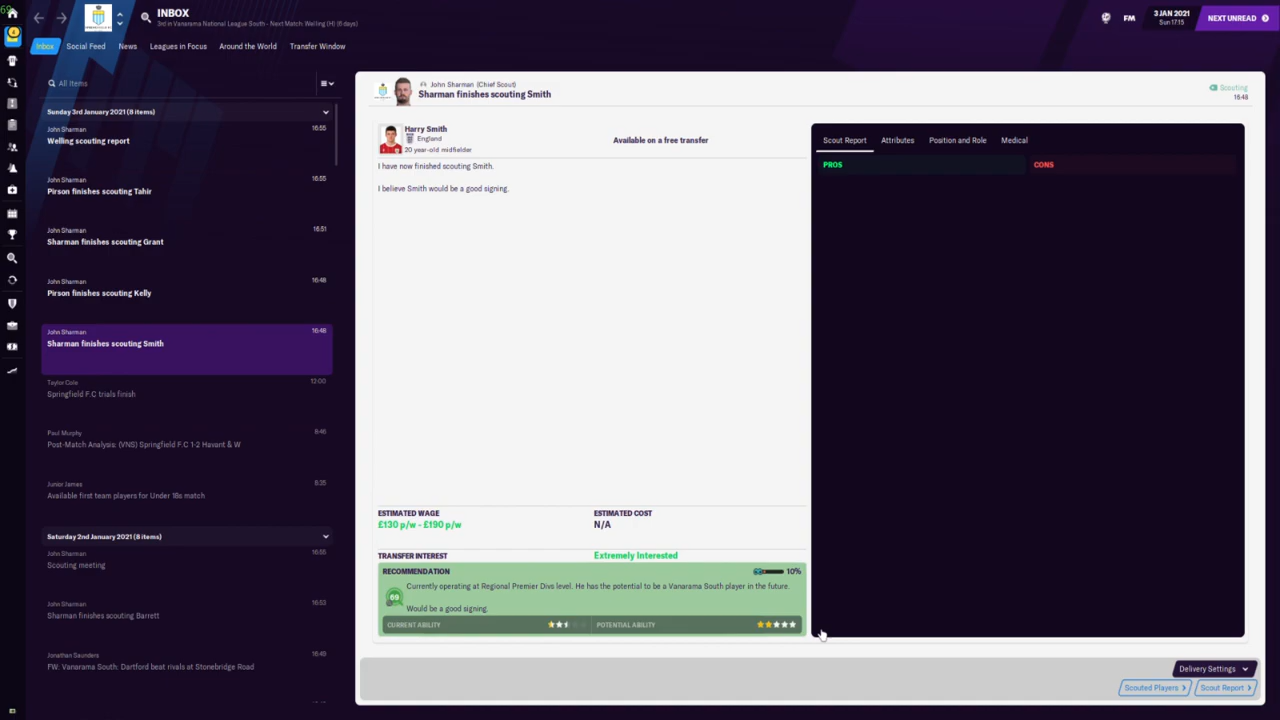 69
INBOX
3rd in Vanarama National League South - Next Match: Welling (H) (6 days)
FM
3 JAN 2021
Sun 17:15
NEXT UNREAD
4
Inbox
Social Feed
News
Leagues in Focus
Around the World
Transfer Window
All Items
Sunday 3rd January 2021 (8 items)
John Sharman 16:55
Welling scouting report
John Sharman 16:55
Pirson finishes scouting Tahir
John Sharman 16:51
Sharman finishes scouting Grant
John Sharman 16:48
Pirson finishes scouting Kelly
John Sharman 16:48
Sharman finishes scouting Smith
Taylor Cole 12:00
Springfield F.C trials finish
Paul Murphy 8:46
Post-Match Analysis: (VNS) Springfield F.C 1-2 Havant & W
Junior James 8:35
Available first team players for Under 18s match
Saturday 2nd January 2021 (8 items)
John Sharman 16:55
Scouting meeting
John Sharman 16:53
Sharman finishes scouting Barrett
Jonathan Saunders 16:49
FW: Vanarama South: Dartford beat rivals at Stonebridge Road
John Sharman (Chief Scout)
Sharman finishes scouting Smith
Scouting
16:48
Harry Smith
England
20 year-old midfielder
Available on a free transfer
I have now finished scouting Smith.
I believe Smith would be a good signing.
ESTIMATED WAGE
£130 p/w - £190 p/w
ESTIMATED COST
N/A
TRANSFER INTEREST
Extremely Interested
RECOMMENDATION
10%
69
Currently operating at Regional Premier Divs level. He has the potential to be a Vanarama South player in the future.
Would be a good signing.
CURRENT ABILITY
POTENTIAL ABILITY
Scout Report
Attributes
Position and Role
Medical
PROS
CONS
Delivery Settings
Scouted Players
Scout Report